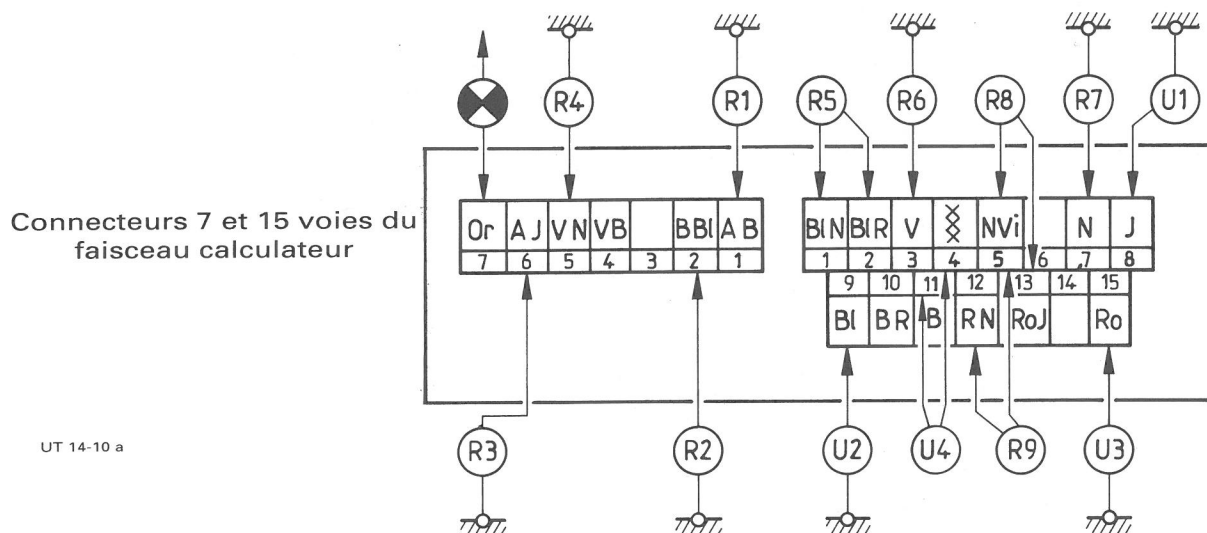 R4 R1 R5 R6 R8 R7 U1
Connecteurs 7 et 15 voies du
faisceau calculateur
Or AJ VN VB BBl AB
7 6 5 4 3 2 1
BlN BlR V XXXX NVi N J
1 2 3 4 5 6 7 8
9 10 11 12 13 14 15
Bl BR B RN RoJ Ro
UT 14-10 a
R3 R2 U2 U4 R9 U3